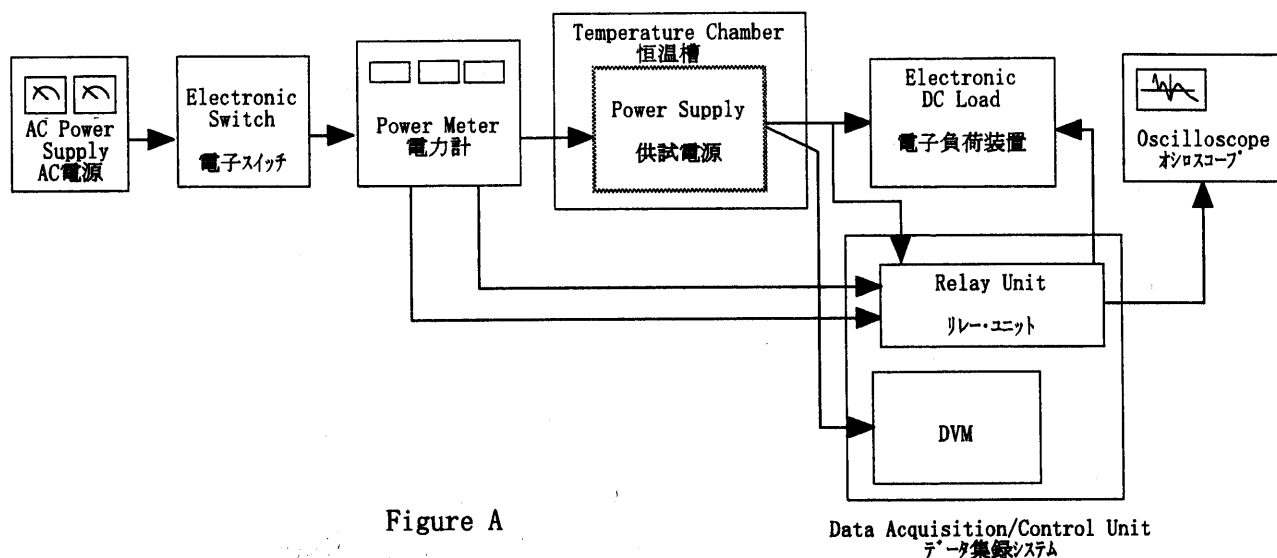 AC Power
Supply
AC電源
Electronic
Switch
電子スイッチ
Power Meter
電力計
Temperature Chamber
恒温槽
Power Supply
供試電源
Electronic
DC Load
電子負荷装置
Oscilloscope
オシロスコープ
Relay Unit
リレー・ユニット
DVM
Data Acquisition/Control Unit
データ集録システム
Figure A